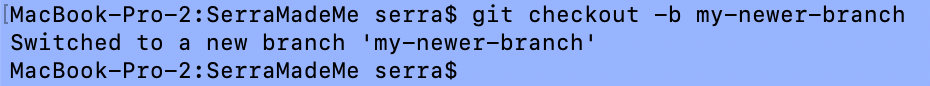 [MacBook-Pro-2:SerraMadeMe serra$ git checkout -b my-newer-branch
Switched to a new branch 'my-newer-branch'
MacBook-Pro-2:SerraMadeMe serra$